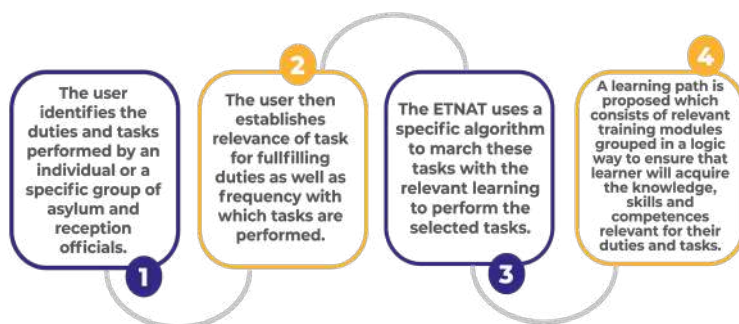 The user
identifies the
duties and tasks
performed by an
individual or a
specific group of
asylum and
reception
officials.
1
2
The user then
establishes
relevance of task
for fullfilling
duties as well as
frequency with
which tasks are
performed.
The ETNAT uses a
specific algorithm
to march these
tasks with the
relevant learning
to perform the
selected tasks.
3
4
A learning path is
proposed which
consists of relevant
training modules
grouped in a logic
way to ensure that
learner will acquire
the knowledge,
skills and
competences
relevant for their
duties and tasks.